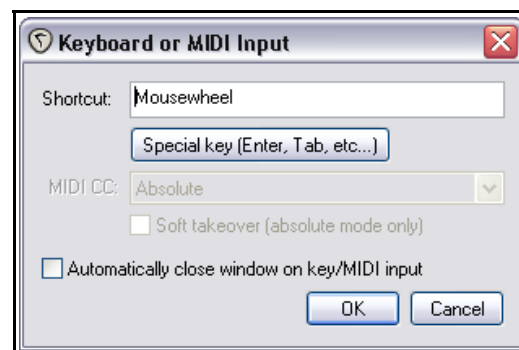 Keyboard or MIDI Input
Shortcut: Mousewheel
Special key (Enter, Tab, etc...)
MIDI CC: Absolute
Soft takeover (absolute mode only)
Automatically close window on key/MIDI input
OK Cancel